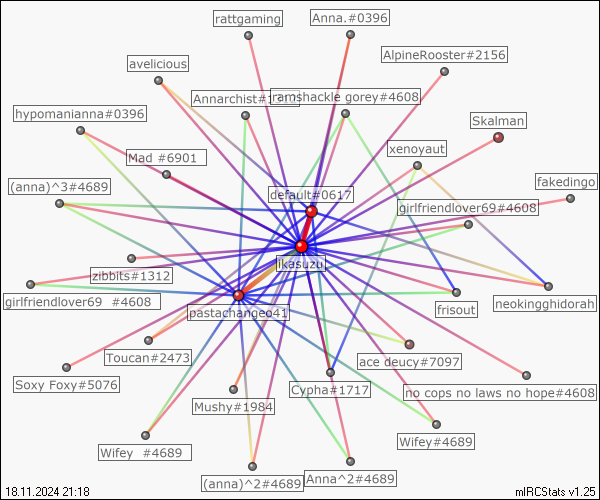 rattgaming
Anna.#0396
AlpineRooster#2156
avelicious
Annarchist#
ramshackle gorey#4608
hypomanianna#0396
Skalman
xenoyaut
Mad #6901
(anna)^3#4689
default#0617
fakedingo
girlfriendlover69#4608
likasuzu
zibbits#1312
girlfriendlover69 #4608
pastachangeo41
frisout
neokingghidorah
Toucan#2473
ace deucy#7097
Soxy Foxy#5076
Cypha#1717
no cops no laws no hope#4608
Mushy#1984
Wifey #4689
Wifey#4689
(anna)^2#4689
Anna^2#4689
18.11.2024 21:18
mIRCStats v1.25